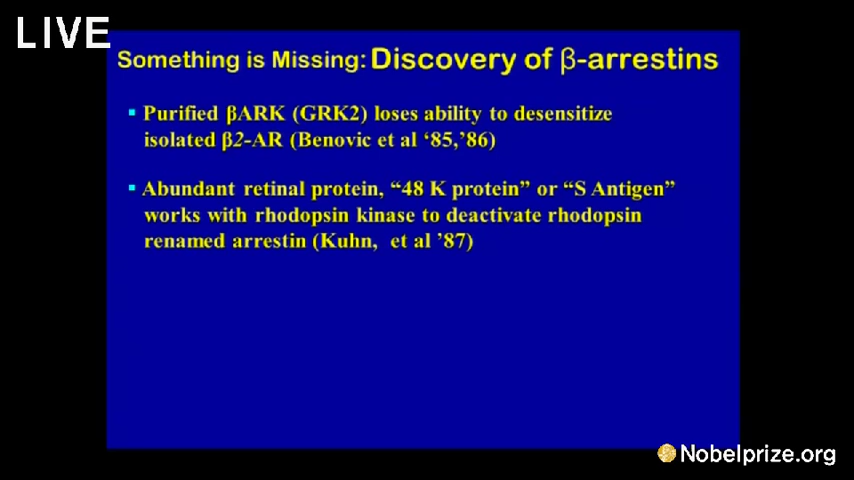 LIVE
Something is Missing: Discovery of β-arrestins
Purified βARK (GRK2) loses ability to desensitize
isolated β2-AR (Benovic et al ‘85,’86)
Abundant retinal protein, “48 K protein” or “S Antigen”
works with rhodopsin kinase to deactivate rhodopsin
renamed arrestin (Kuhn, et al ’87)
Nobelprize.org